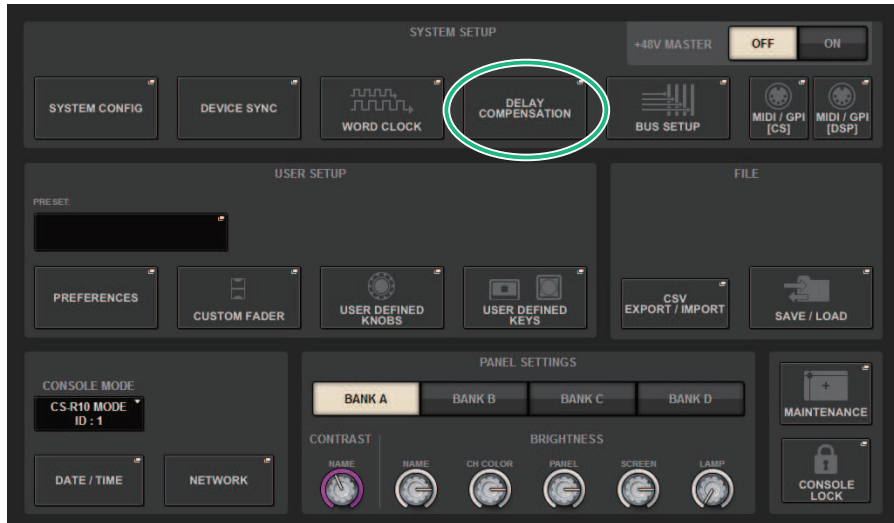 SYSTEM SETUP
+48V MASTER
OFF
ON
SYSTEM CONFIG
DEVICE SYNC
WORD CLOCK
DELAY
COMPENSATION
BUS SETUP
MIDI / GPI
[CS]
MIDI / GPI
[DSP]
USER SETUP
PRESET:
PREFERENCES
CUSTOM FADER
USER DEFINED
KNOBS
USER DEFINED
KEYS
FILE
CSV
EXPORT / IMPORT
SAVE / LOAD
CONSOLE MODE
CS-R10 MODE
ID : 1
DATE / TIME
NETWORK
PANEL SETTINGS
BANK A
BANK B
BANK C
BANK D
CONTRAST
BRIGHTNESS
NAME
NAME
CH COLOR
PANEL
SCREEN
LAMP
MAINTENANCE
CONSOLE
LOCK